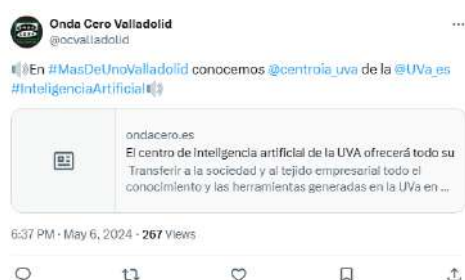 Onda Cero Valladolid
@ocvalladolid
En #MasDeUnoValladolid conocemos @centroia_uva de la @UVa_es
#InteligenciaArtificial
ondacero.es
El centro de inteligencia artificial de la UVA ofrecerá todo su
Transferir a la sociedad y al tejido empresarial todo el
conocimiento y las herramientas generadas en la UVa en ...
6:37 PM · May 6, 2024 · 267 Views